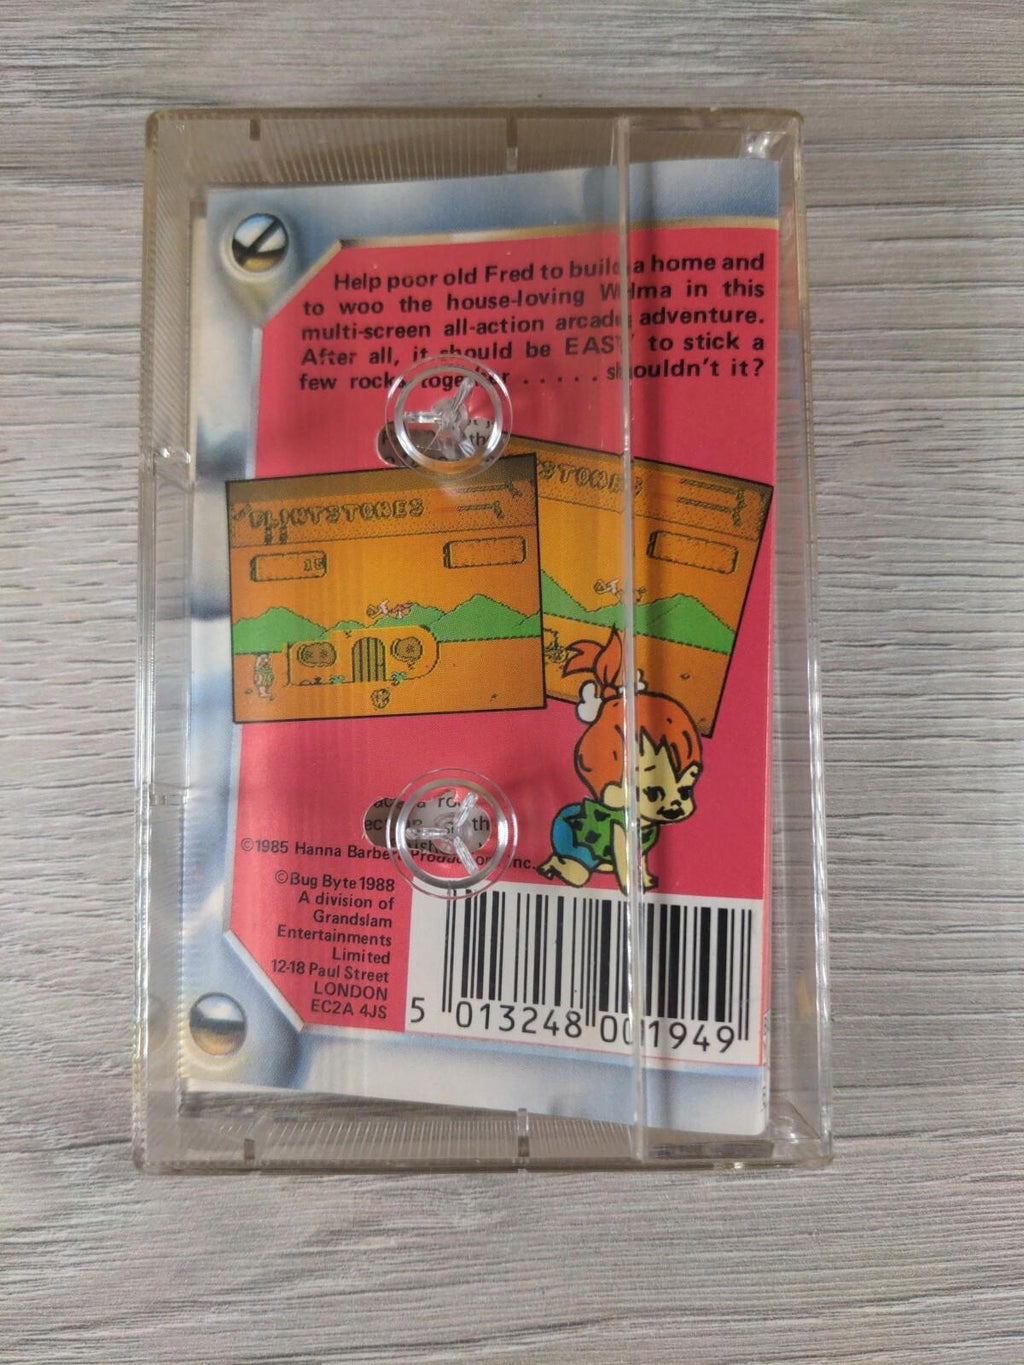 Help poor old Fred to build a home and
to woo the house-loving Wilma in this
multi-screen all-action arcade adventure.
After all, it should be EASY to stick a
few rocks together . . . . . shouldn't it?
FLINTSTONES
15
©1985 Hanna Barbera Productions Inc.
©Bug Byte 1988
A division of
Grandslam
Entertainments
Limited
12-18 Paul Street
LONDON
EC2A 4JS
5 013248 001949